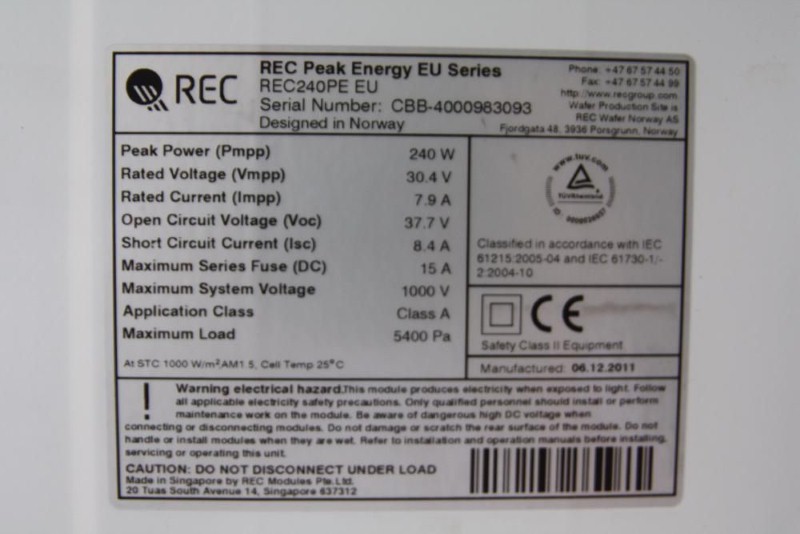 REC
REC Peak Energy EU Series
REC240PE EU
Serial Number: CBB-4000983093
Designed in Norway
Phone: +47 67 57 44 50
Fax: +47 67 57 44 99
http://www.recgroup.com
Wafer Production Site is
REC Wafer Norway AS
Fjordgata 48, 3936 Porsgrunn, Norway
Peak Power (Pmpp) 240 W
Rated Voltage (Vmpp) 30.4 V
Rated Current (Impp) 7.9 A
Open Circuit Voltage (Voc) 37.7 V
Short Circuit Current (Isc) 8.4 A
Maximum Series Fuse (DC) 15 A
Maximum System Voltage 1000 V
Application Class Class A
Maximum Load 5400 Pa
At STC 1000 W/m²,AM1.5, Cell Temp 25°C
www.tuv.com
TÜVRheinland
Classified in accordance with IEC
61215:2005-04 and IEC 61730-1/-
2:2004-10
CE
Safety Class II Equipment
Manufactured: 06.12.2011
! Warning electrical hazard.This module produces electricity when exposed to light. Follow
all applicable electricity safety precautions. Only qualified personnel should install or perform
maintenance work on the module. Be aware of dangerous high DC voltage when
connecting or disconnecting modules. Do not damage or scratch the rear surface of the module. Do not
handle or install modules when they are wet. Refer to installation and operation manuals before installing,
servicing or operating this unit.
CAUTION: DO NOT DISCONNECT UNDER LOAD
Made in Singapore by REC Modules Pte.Ltd.
20 Tuas South Avenue 14, Singapore 637312